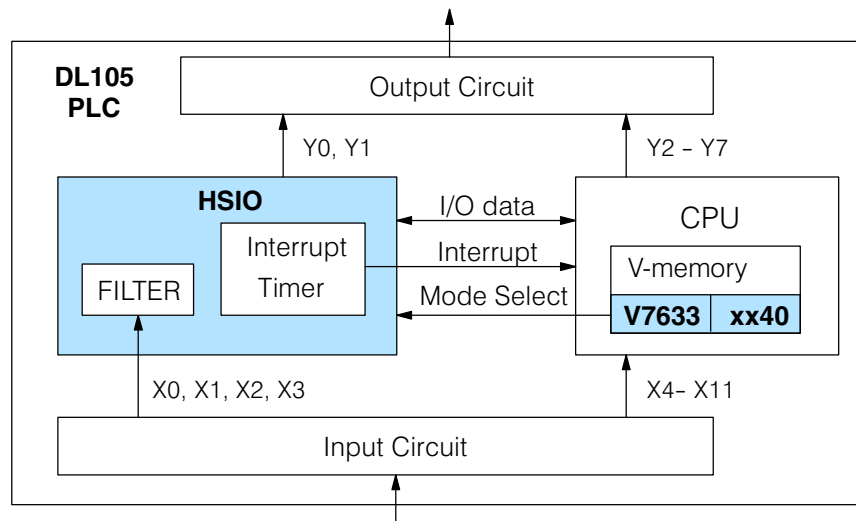 DL105
PLC
Output Circuit
Y0, Y1
Y2 – Y7
HSIO
I/O data
CPU
Interrupt
Timer
Interrupt
V-memory
FILTER
Mode Select
V7633 xx40
X0, X1, X2, X3
X4– X11
Input Circuit